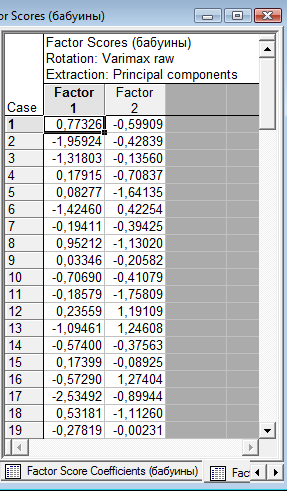 or Scores (бабуины)
Factor Scores (бабуины)
Rotation: Varimax raw
Extraction: Principal components
Case Factor 1 Factor 2
1 0,77326 -0,59909
2 -1,95924 -0,42839
3 -1,31803 -0,13560
4 0,17915 -0,70837
5 0,08277 -1,64135
6 -1,42460 0,42254
7 -0,19411 -0,39425
8 0,95212 -1,13020
9 0,03346 -0,20582
10 -0,70690 -0,41079
11 -0,18579 -1,75809
12 0,23559 1,19109
13 -1,09461 1,24608
14 -0,57400 -0,37563
15 0,17399 -0,08925
16 -0,57290 1,27404
17 -2,53492 -0,89944
18 0,53181 -1,11260
19 -0,27819 -0,00231
Factor Score Coefficients (бабуины) Fac